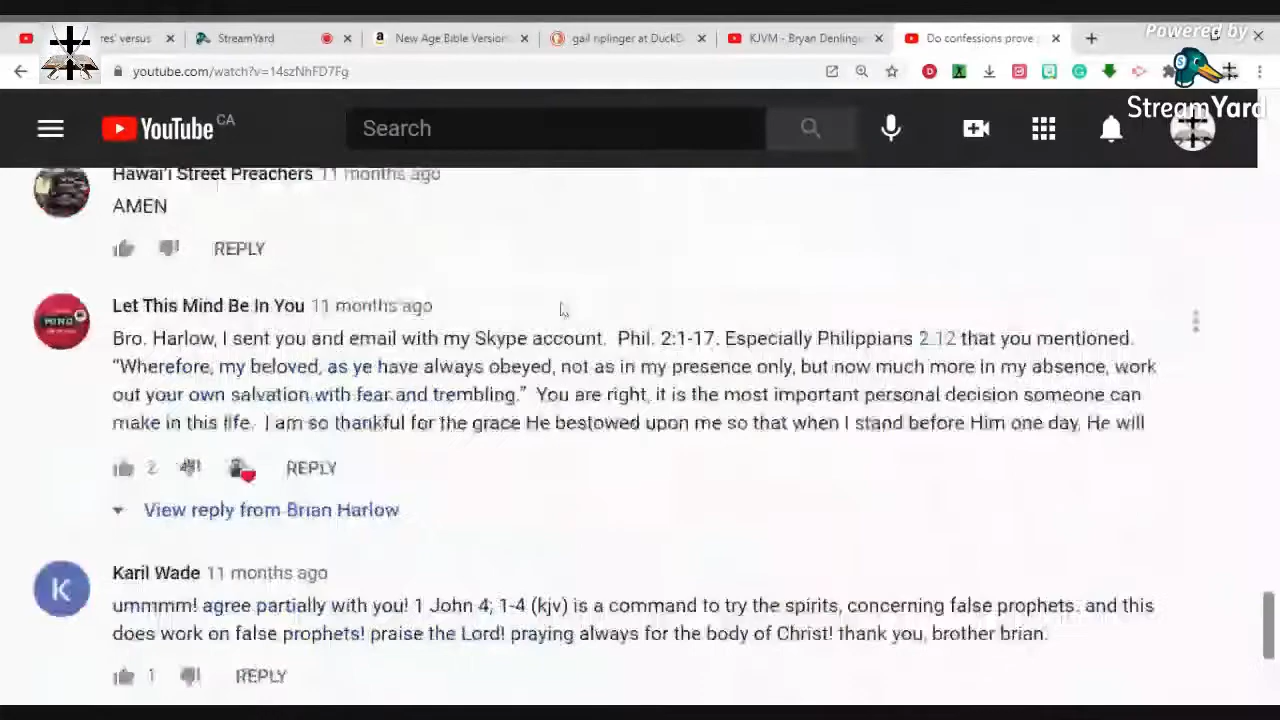 Powered by
res' versus
StreamYard
New Age Bible Version
gail riplinger at DuckD
KJVM - Bryan Denlinge
Do confessions prove
youtube.com/watch?v=14szNhFD7Fg
StreamYard
YouTube CA
Search
Hawai'i Street Preachers 11 months ago
AMEN
REPLY
Let This Mind Be In You 11 months ago
Bro. Harlow, I sent you and email with my Skype account. Phil. 2:1-17. Especially Philippians 2:12 that you mentioned.
“Wherefore, my beloved, as ye have always obeyed, not as in my presence only, but now much more in my absence, work
out your own salvation with fear and trembling.” You are right, it is the most important personal decision someone can
make in this life. I am so thankful for the grace He bestowed upon me so that when I stand before Him one day, He will
2 REPLY
View reply from Brian Harlow
K
Karil Wade 11 months ago
ummmm! agree partially with you! 1 John 4; 1-4 (kjv) is a command to try the spirits, concerning false prophets. and this
does work on false prophets! praise the Lord! praying always for the body of Christ! thank you, brother brian.
1 REPLY